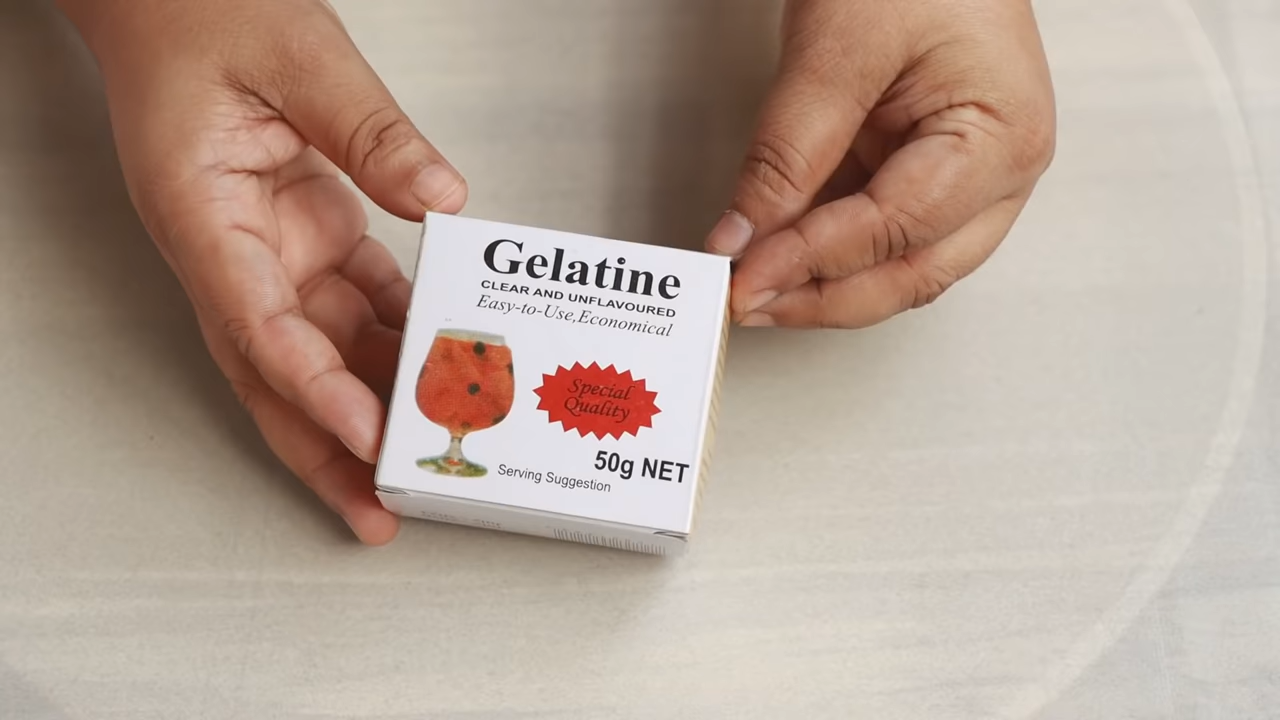 Gelatine
CLEAR AND UNFLAVOURED
Easy-to-Use,Economical
Special
Quality
50g NET
Serving Suggestion